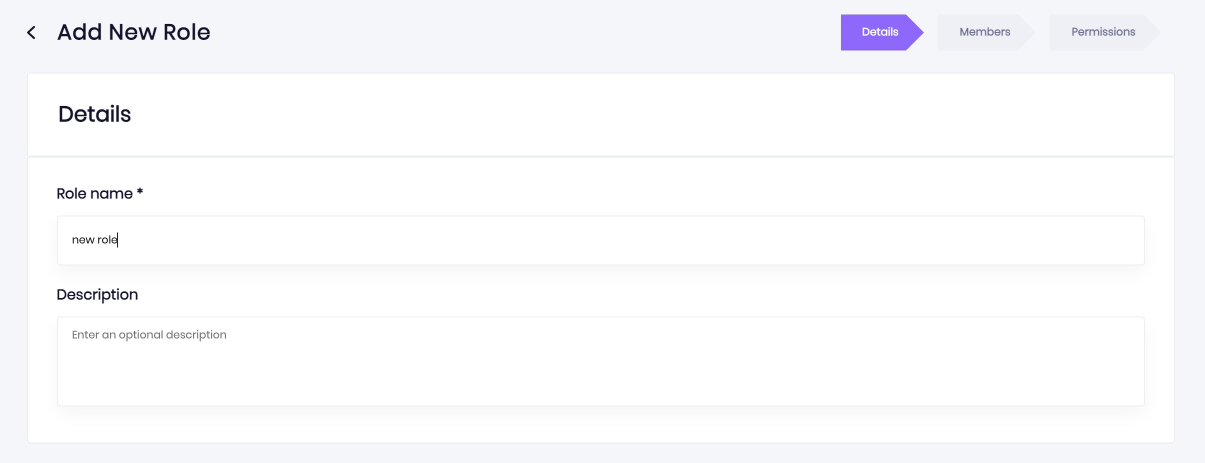 Add New Role
Details
Members
Permissions
Details
Role name *
new role
Description
Enter an optional description